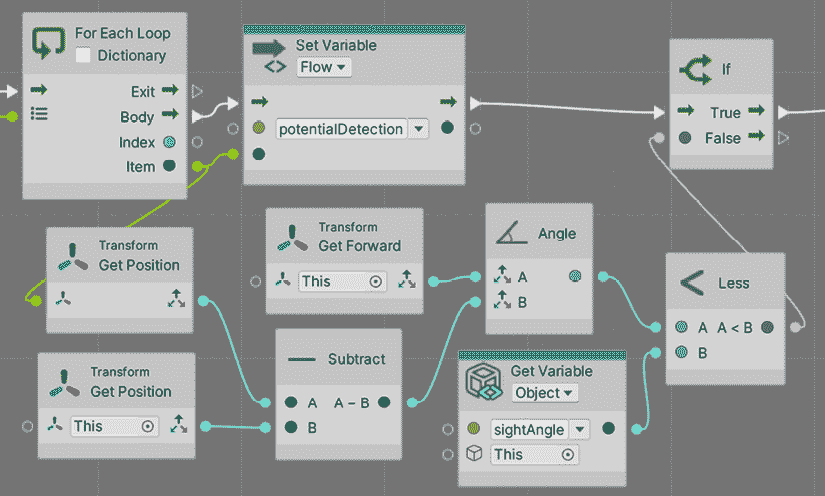 For Each Loop
Dictionary
Exit
Body
Index
Item
Set Variable
Flow
potentialDetection
If
True
False
Transform
Get Position
Transform
Get Forward
This
Angle
A
B
Less
A A < B
B
Transform
Get Position
This
Subtract
A A – B
B
Get Variable
Object
sightAngle
This